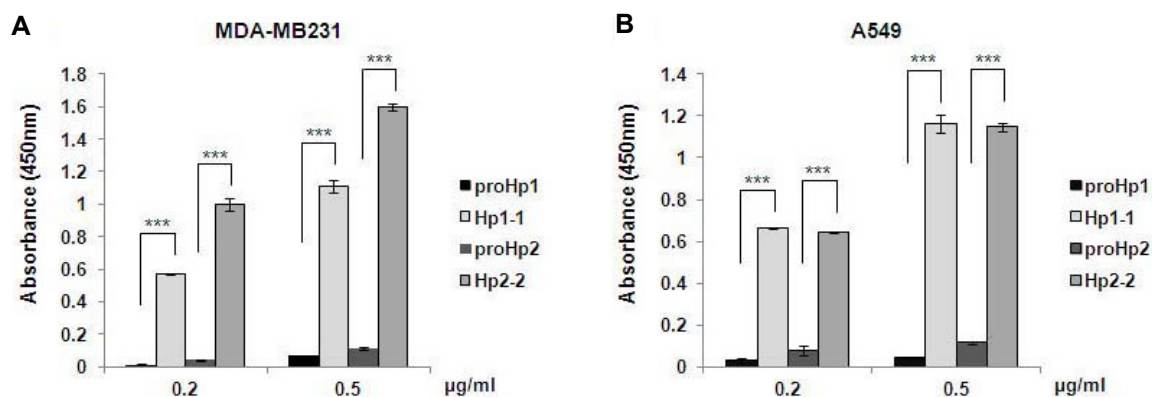 A
MDA-MB231
Absorbance (450nm)
1.8
1.6
1.4
1.2
1
0.8
0.6
0.4
0.2
0
***
***
***
***
0.2
0.5
µg/ml
proHp1
Hp1-1
proHp2
Hp2-2
B
A549
Absorbance (450nm)
1.4
1.2
1
0.8
0.6
0.4
0.2
0
***
***
***
***
0.2
0.5
µg/ml
proHp1
Hp1-1
proHp2
Hp2-2